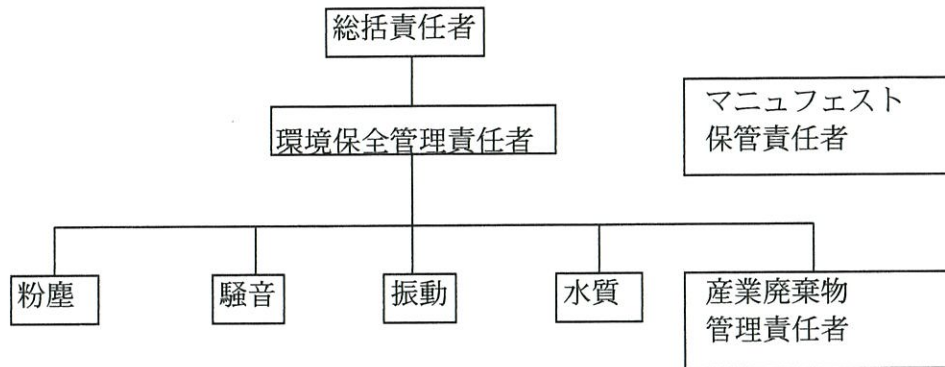 総括責任者
環境保全管理責任者
マニュフェスト
保管責任者
粉塵
騒音
振動
水質
産業廃棄物
管理責任者